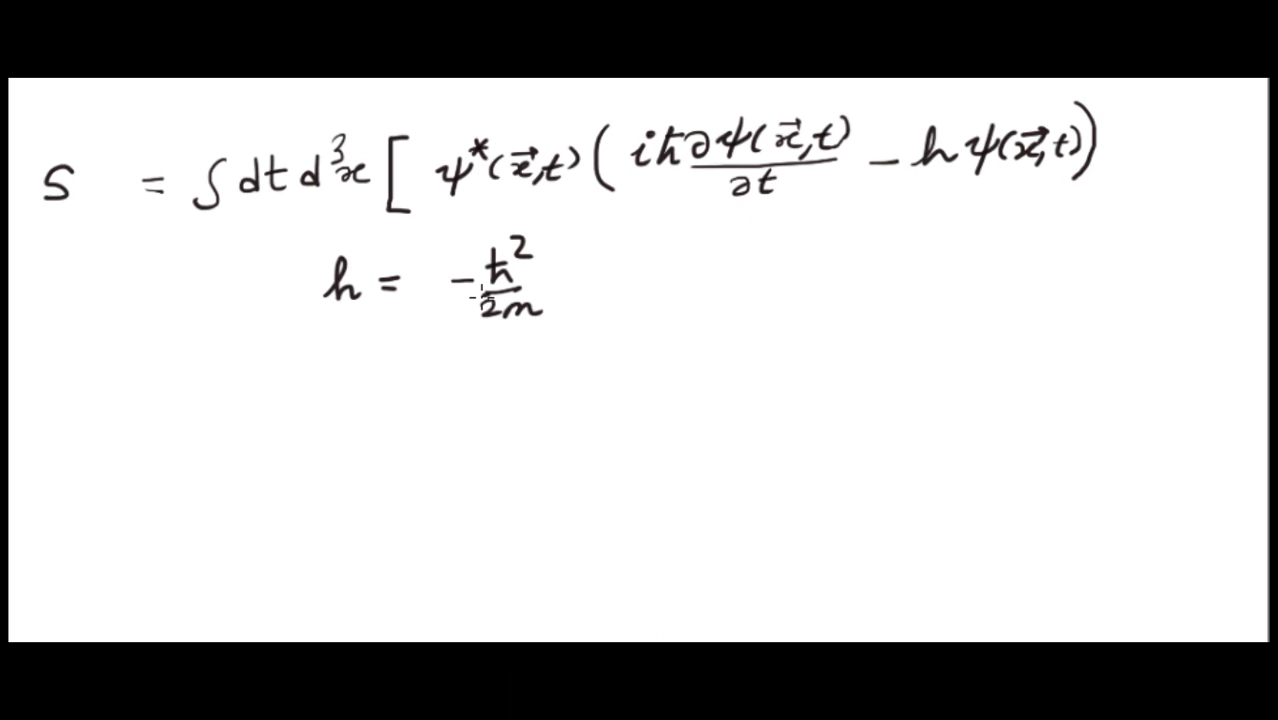 S = ∫ dt d³x [ ψ*(x⃗,t) ( iħ ∂ψ(x⃗,t)/∂t − h ψ(x⃗,t) )
h = −ħ²/2m